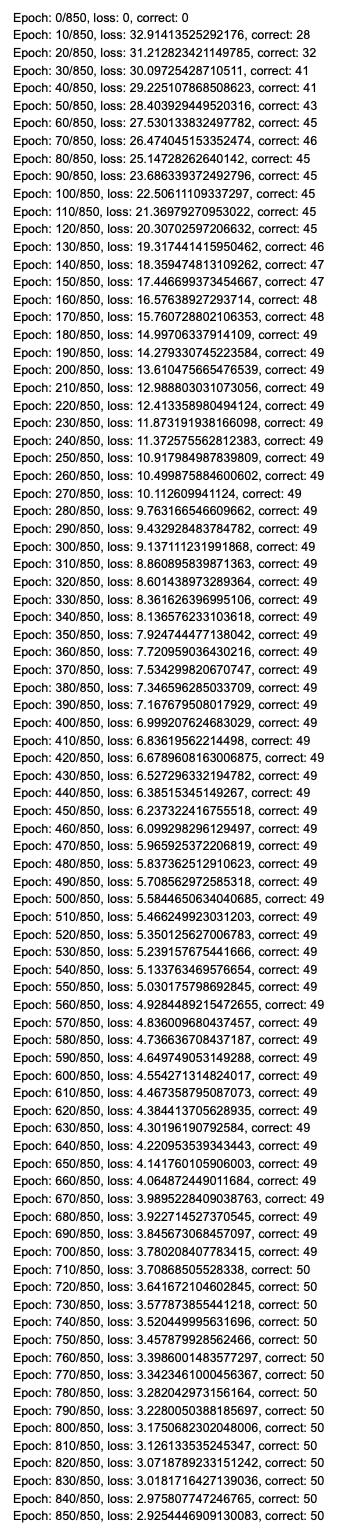 Epoch: 0/850, loss: 0, correct: 0
Epoch: 10/850, loss: 32.91413525292176, correct: 28
Epoch: 20/850, loss: 31.212823421149785, correct: 32
Epoch: 30/850, loss: 30.09725428710511, correct: 41
Epoch: 40/850, loss: 29.225107868508623, correct: 41
Epoch: 50/850, loss: 28.403929449520316, correct: 43
Epoch: 60/850, loss: 27.530133832497782, correct: 45
Epoch: 70/850, loss: 26.474045153352474, correct: 46
Epoch: 80/850, loss: 25.14728262640142, correct: 45
Epoch: 90/850, loss: 23.686339372492796, correct: 45
Epoch: 100/850, loss: 22.50611109337297, correct: 45
Epoch: 110/850, loss: 21.36979270953022, correct: 45
Epoch: 120/850, loss: 20.30702597206632, correct: 45
Epoch: 130/850, loss: 19.317441415950462, correct: 46
Epoch: 140/850, loss: 18.359474813109262, correct: 47
Epoch: 150/850, loss: 17.446699373454667, correct: 47
Epoch: 160/850, loss: 16.57638927293714, correct: 48
Epoch: 170/850, loss: 15.760728802106353, correct: 48
Epoch: 180/850, loss: 14.99706337914109, correct: 49
Epoch: 190/850, loss: 14.279330745223584, correct: 49
Epoch: 200/850, loss: 13.610475665476539, correct: 49
Epoch: 210/850, loss: 12.988803031073056, correct: 49
Epoch: 220/850, loss: 12.413358980494124, correct: 49
Epoch: 230/850, loss: 11.873191938166098, correct: 49
Epoch: 240/850, loss: 11.372575562812383, correct: 49
Epoch: 250/850, loss: 10.917984987839809, correct: 49
Epoch: 260/850, loss: 10.499875884600602, correct: 49
Epoch: 270/850, loss: 10.112609941124, correct: 49
Epoch: 280/850, loss: 9.763166546609662, correct: 49
Epoch: 290/850, loss: 9.432928483784782, correct: 49
Epoch: 300/850, loss: 9.137111231991868, correct: 49
Epoch: 310/850, loss: 8.860895839871363, correct: 49
Epoch: 320/850, loss: 8.601438973289364, correct: 49
Epoch: 330/850, loss: 8.361626396995106, correct: 49
Epoch: 340/850, loss: 8.136576233103618, correct: 49
Epoch: 350/850, loss: 7.924744477138042, correct: 49
Epoch: 360/850, loss: 7.720959036430216, correct: 49
Epoch: 370/850, loss: 7.534299820670747, correct: 49
Epoch: 380/850, loss: 7.346596285033709, correct: 49
Epoch: 390/850, loss: 7.167679508017929, correct: 49
Epoch: 400/850, loss: 6.999207624683029, correct: 49
Epoch: 410/850, loss: 6.83619562214498, correct: 49
Epoch: 420/850, loss: 6.6789608163006875, correct: 49
Epoch: 430/850, loss: 6.527296332194782, correct: 49
Epoch: 440/850, loss: 6.38515345149267, correct: 49
Epoch: 450/850, loss: 6.237322416755518, correct: 49
Epoch: 460/850, loss: 6.099298296129497, correct: 49
Epoch: 470/850, loss: 5.965925372206819, correct: 49
Epoch: 480/850, loss: 5.837362512910623, correct: 49
Epoch: 490/850, loss: 5.708562972585318, correct: 49
Epoch: 500/850, loss: 5.5844650634040685, correct: 49
Epoch: 510/850, loss: 5.466249923031203, correct: 49
Epoch: 520/850, loss: 5.350125627006783, correct: 49
Epoch: 530/850, loss: 5.239157675441666, correct: 49
Epoch: 540/850, loss: 5.133763469576654, correct: 49
Epoch: 550/850, loss: 5.030175798692845, correct: 49
Epoch: 560/850, loss: 4.9284489215472655, correct: 49
Epoch: 570/850, loss: 4.836009680437457, correct: 49
Epoch: 580/850, loss: 4.736636708437187, correct: 49
Epoch: 590/850, loss: 4.649749053149288, correct: 49
Epoch: 600/850, loss: 4.554271314824017, correct: 49
Epoch: 610/850, loss: 4.467358795087073, correct: 49
Epoch: 620/850, loss: 4.384413705628935, correct: 49
Epoch: 630/850, loss: 4.30196190792584, correct: 49
Epoch: 640/850, loss: 4.220953539343443, correct: 49
Epoch: 650/850, loss: 4.141760105906003, correct: 49
Epoch: 660/850, loss: 4.064872449011684, correct: 49
Epoch: 670/850, loss: 3.9895228409038763, correct: 49
Epoch: 680/850, loss: 3.922714527370545, correct: 49
Epoch: 690/850, loss: 3.845673068457097, correct: 49
Epoch: 700/850, loss: 3.780208407783415, correct: 49
Epoch: 710/850, loss: 3.70868505528338, correct: 50
Epoch: 720/850, loss: 3.641672104602845, correct: 50
Epoch: 730/850, loss: 3.577873855441218, correct: 50
Epoch: 740/850, loss: 3.520449995631696, correct: 50
Epoch: 750/850, loss: 3.457879928562466, correct: 50
Epoch: 760/850, loss: 3.3986001483577297, correct: 50
Epoch: 770/850, loss: 3.3423461000456367, correct: 50
Epoch: 780/850, loss: 3.282042973156164, correct: 50
Epoch: 790/850, loss: 3.2280050388185697, correct: 50
Epoch: 800/850, loss: 3.1750682302048006, correct: 50
Epoch: 810/850, loss: 3.126133535245347, correct: 50
Epoch: 820/850, loss: 3.0718789233151242, correct: 50
Epoch: 830/850, loss: 3.0181716427139036, correct: 50
Epoch: 840/850, loss: 2.975807747246765, correct: 50
Epoch: 850/850, loss: 2.9254446909130083, correct: 50